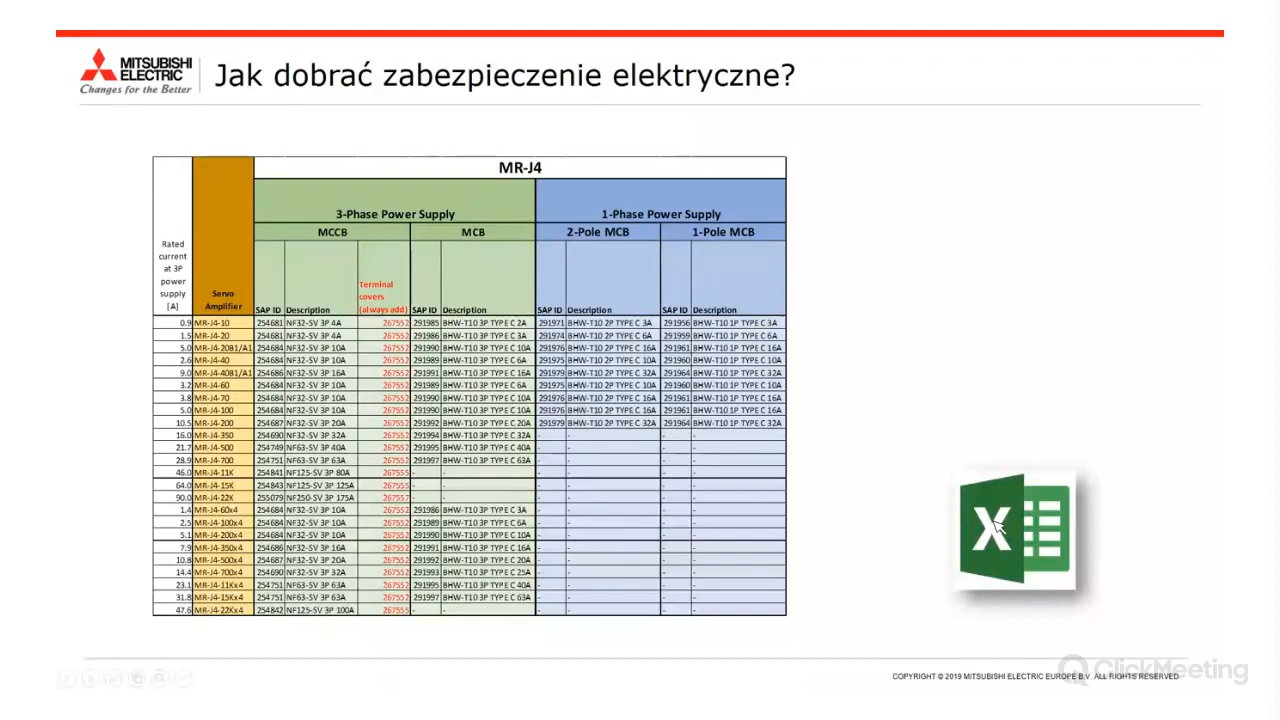 MITSUBISHI
ELECTRIC
Changes for the Better
Jak dobrać zabezpieczenie elektryczne?
MR-J4
3-Phase Power Supply 1-Phase Power Supply
MCCB MCB 2-Pole MCB 1-Pole MCB
Rated
current
at 3P
power
supply
[A]
Servo
Amplifier
SAP ID Description
Terminal
covers
(always add)
SAP ID Description SAP ID Description SAP ID Description
0.9 MR-J4-10 254681 NF32-SV 3P 4A 267552 291985 BHW-T10 3P TYPE C 2A 291971 BHW-T10 2P TYPE C 3A 291956 BHW-T10 1P TYPE C 3A
1.5 MR-J4-20 254681 NF32-SV 3P 4A 267552 291986 BHW-T10 3P TYPE C 3A 291974 BHW-T10 2P TYPE C 6A 291959 BHW-T10 1P TYPE C 6A
5.0 MR-J4-20B1/A1 254684 NF32-SV 3P 10A 267552 291990 BHW-T10 3P TYPE C 10A 291976 BHW-T10 2P TYPE C 16A 291961 BHW-T10 1P TYPE C 16A
2.6 MR-J4-40 254684 NF32-SV 3P 10A 267552 291989 BHW-T10 3P TYPE C 6A 291975 BHW-T10 2P TYPE C 10A 291960 BHW-T10 1P TYPE C 10A
9.0 MR-J4-40B1/A1 254686 NF32-SV 3P 16A 267552 291991 BHW-T10 3P TYPE C 16A 291979 BHW-T10 2P TYPE C 32A 291964 BHW-T10 1P TYPE C 32A
3.2 MR-J4-60 254684 NF32-SV 3P 10A 267552 291989 BHW-T10 3P TYPE C 6A 291975 BHW-T10 2P TYPE C 10A 291960 BHW-T10 1P TYPE C 10A
3.8 MR-J4-70 254684 NF32-SV 3P 10A 267552 291990 BHW-T10 3P TYPE C 10A 291976 BHW-T10 2P TYPE C 16A 291961 BHW-T10 1P TYPE C 16A
5.0 MR-J4-100 254684 NF32-SV 3P 10A 267552 291990 BHW-T10 3P TYPE C 10A 291976 BHW-T10 2P TYPE C 16A 291961 BHW-T10 1P TYPE C 16A
10.5 MR-J4-200 254687 NF32-SV 3P 20A 267552 291992 BHW-T10 3P TYPE C 20A 291979 BHW-T10 2P TYPE C 32A 291964 BHW-T10 1P TYPE C 32A
16.0 MR-J4-350 254690 NF32-SV 3P 32A 267552 291994 BHW-T10 3P TYPE C 32A - - - -
21.7 MR-J4-500 254749 NF63-SV 3P 40A 267552 291995 BHW-T10 3P TYPE C 40A - - - -
28.9 MR-J4-700 254751 NF63-SV 3P 63A 267552 291997 BHW-T10 3P TYPE C 63A - - - -
46.0 MR-J4-11K 254841 NF125-SV 3P 80A 267555 - - - - - -
64.0 MR-J4-15K 254843 NF125-SV 3P 125A 267555 - - - - - -
90.0 MR-J4-22K 255079 NF250-SV 3P 175A 267557 - - - - - -
1.4 MR-J4-60x4 254684 NF32-SV 3P 10A 267552 291986 BHW-T10 3P TYPE C 3A - - - -
2.5 MR-J4-100x4 254684 NF32-SV 3P 10A 267552 291989 BHW-T10 3P TYPE C 6A - - - -
5.1 MR-J4-200x4 254684 NF32-SV 3P 10A 267552 291990 BHW-T10 3P TYPE C 10A - - - -
7.9 MR-J4-350x4 254686 NF32-SV 3P 16A 267552 291991 BHW-T10 3P TYPE C 16A - - - -
10.8 MR-J4-500x4 254687 NF32-SV 3P 20A 267552 291992 BHW-T10 3P TYPE C 20A - - - -
14.4 MR-J4-700x4 254690 NF32-SV 3P 32A 267552 291993 BHW-T10 3P TYPE C 25A - - - -
23.1 MR-J4-11Kx4 254751 NF63-SV 3P 63A 267552 291995 BHW-T10 3P TYPE C 40A - - - -
31.8 MR-J4-15Kx4 254751 NF63-SV 3P 63A 267552 291997 BHW-T10 3P TYPE C 63A - - - -
47.6 MR-J4-22Kx4 254842 NF125-SV 3P 100A 267555 - - - - - -
X
COPYRIGHT © 2019 MITSUBISHI ELECTRIC EUROPE B.V. ALL RIGHTS RESERVED
ClickMeeting